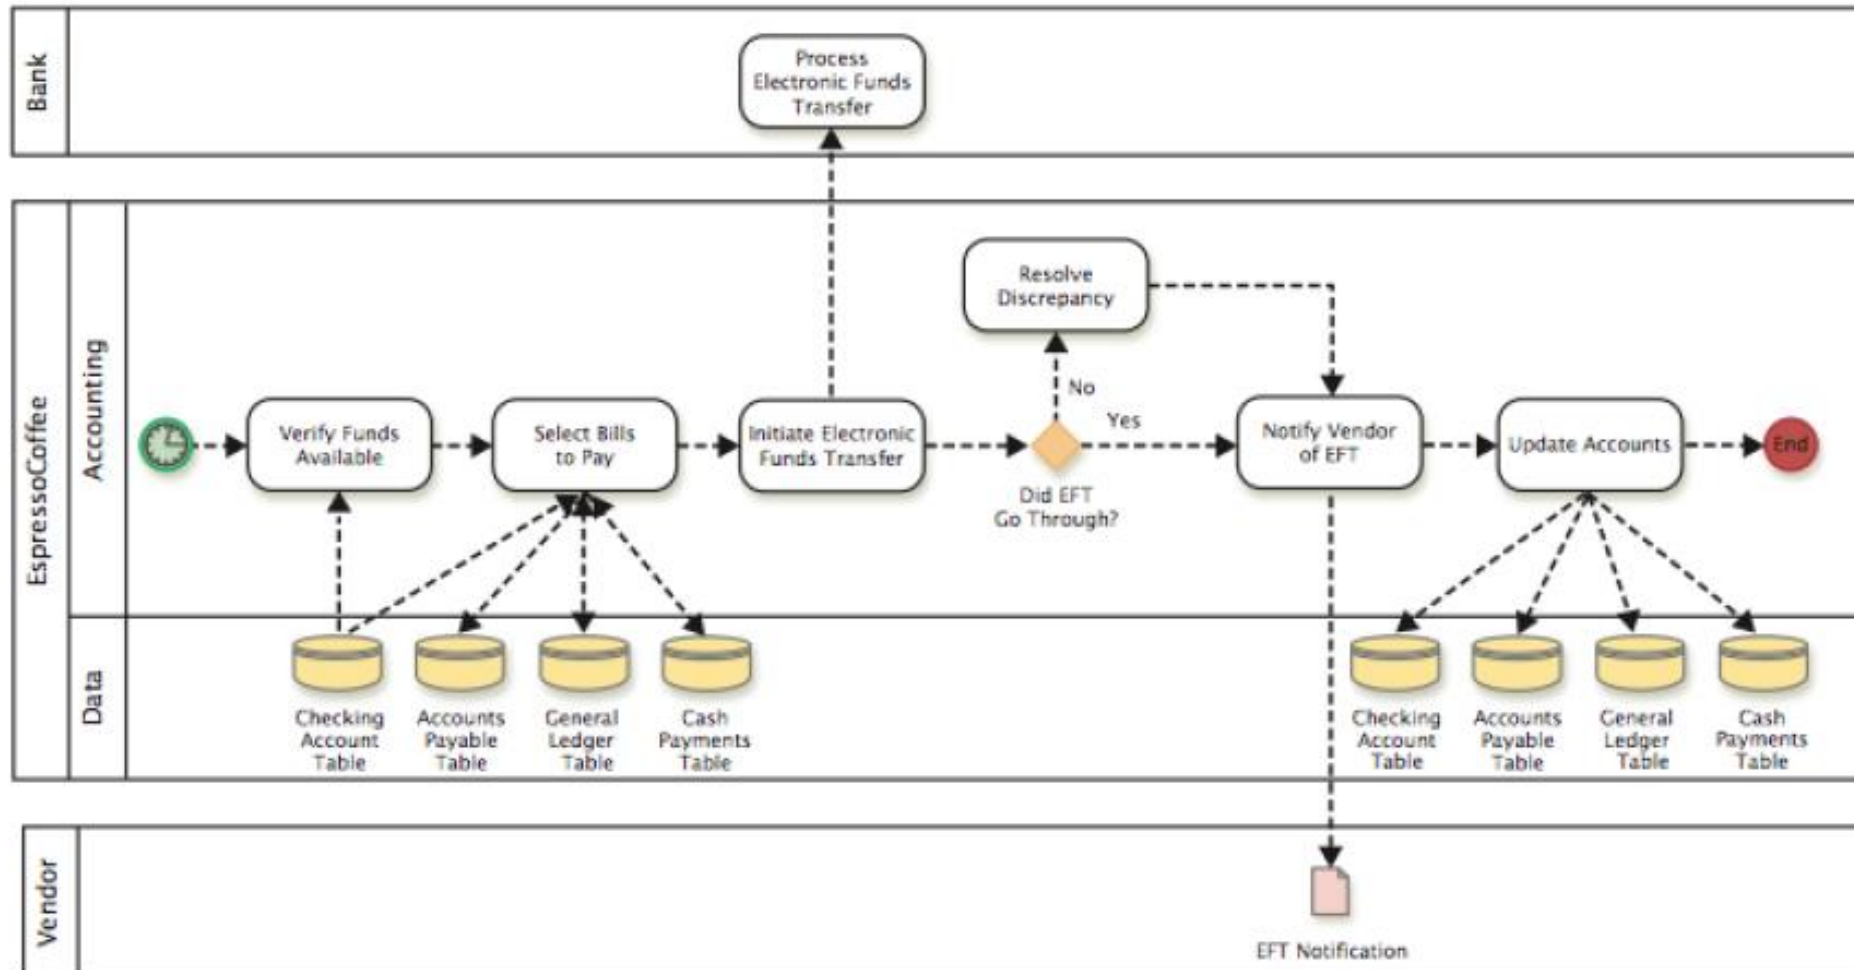 Bank
Process
Electronic Funds
Transfer
EspressoCoffee
Accounting
Resolve
Discrepancy
No
Yes
Verify Funds
Available
Select Bills
to Pay
Initiate Electronic
Funds Transfer
Did EFT
Go Through?
Notify Vendor
of EFT
Update Accounts
End
Data
Checking
Account
Table
Accounts
Payable
Table
General
Ledger
Table
Cash
Payments
Table
Checking
Account
Table
Accounts
Payable
Table
General
Ledger
Table
Cash
Payments
Table
Vendor
EFT Notification